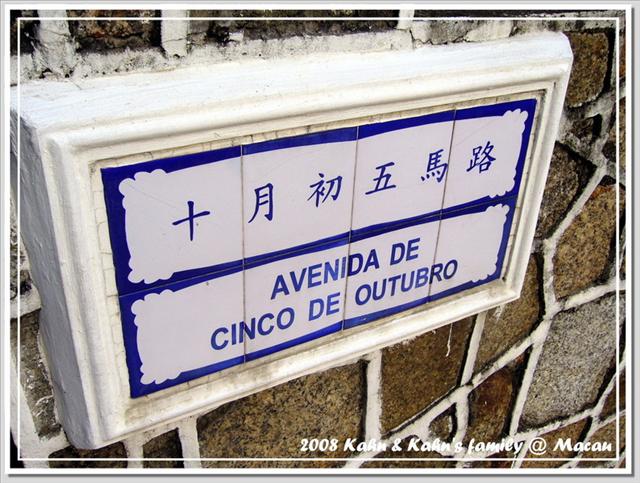 十月初五馬路
AVENIDA DE
CINCO DE OUTUBRO
2008 Kahn & Kahn's family @ Macau